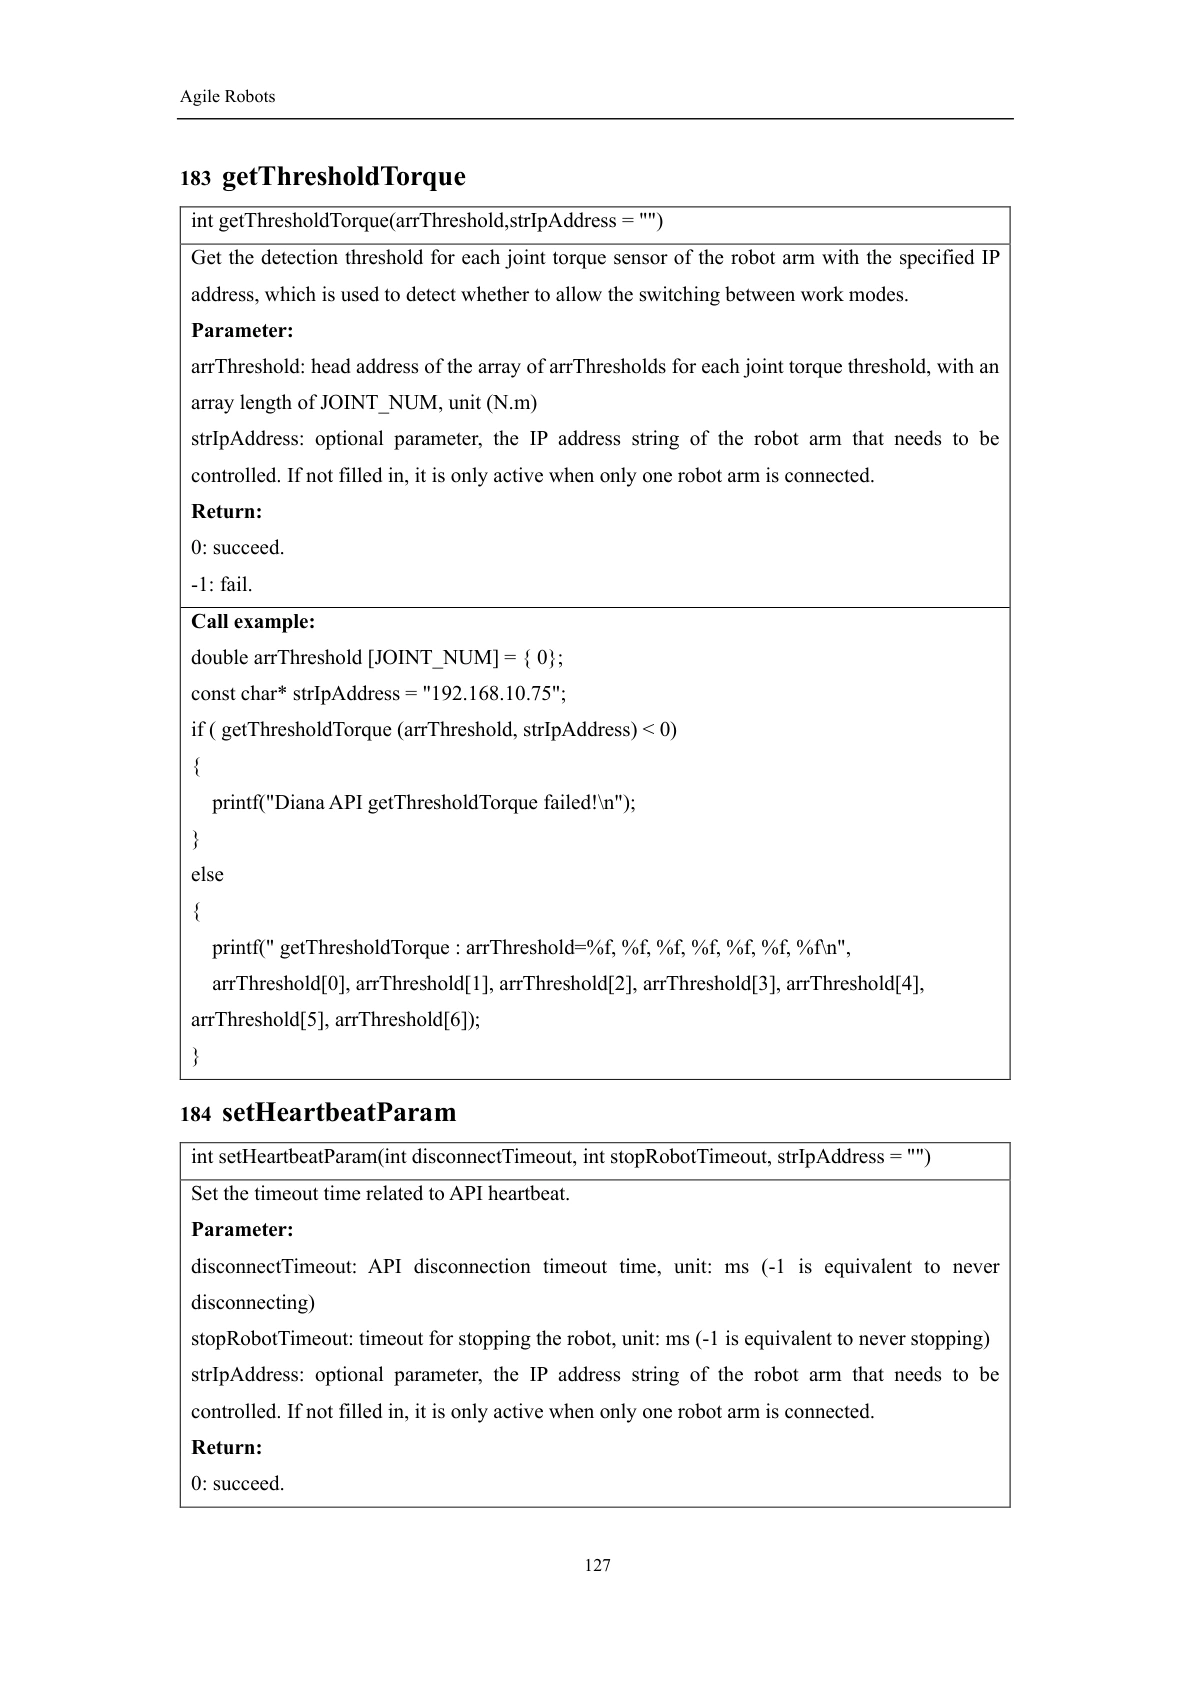 Agile Robots
183 getThresholdTorque
int getThresholdTorque(arrThreshold,strIpAddress = "")
Get the detection threshold for each joint torque sensor of the robot arm with the specified IP
address, which is used to detect whether to allow the switching between work modes.
Parameter:
arrThreshold: head address of the array of arrThresholds for each joint torque threshold, with an
array length of JOINT_NUM, unit (N.m)
strIpAddress: optional parameter, the IP address string of the robot arm that needs to be
controlled. If not filled in, it is only active when only one robot arm is connected.
Return:
0: succeed.
-1: fail.
Call example:
double arrThreshold [JOINT_NUM] = { 0};
const char* strIpAddress = "192.168.10.75";
if ( getThresholdTorque (arrThreshold, strIpAddress) < 0)
{
printf("Diana API getThresholdTorque failed!\n");
}
else
{
printf(" getThresholdTorque : arrThreshold=%f, %f, %f, %f, %f, %f, %f\n",
arrThreshold[0], arrThreshold[1], arrThreshold[2], arrThreshold[3], arrThreshold[4],
arrThreshold[5], arrThreshold[6]);
}
184 setHeartbeatParam
int setHeartbeatParam(int disconnectTimeout, int stopRobotTimeout, strIpAddress = "")
Set the timeout time related to API heartbeat.
Parameter:
disconnectTimeout: API disconnection timeout time, unit: ms (-1 is equivalent to never
disconnecting)
stopRobotTimeout: timeout for stopping the robot, unit: ms (-1 is equivalent to never stopping)
strIpAddress: optional parameter, the IP address string of the robot arm that needs to be
controlled. If not filled in, it is only active when only one robot arm is connected.
Return:
0: succeed.
127